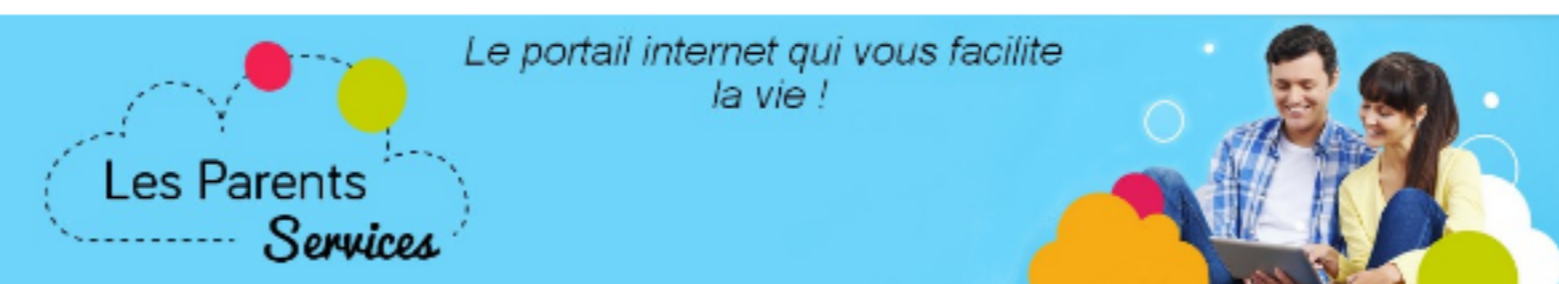 Le portail internet qui vous facilite
la vie !
Les Parents
Services